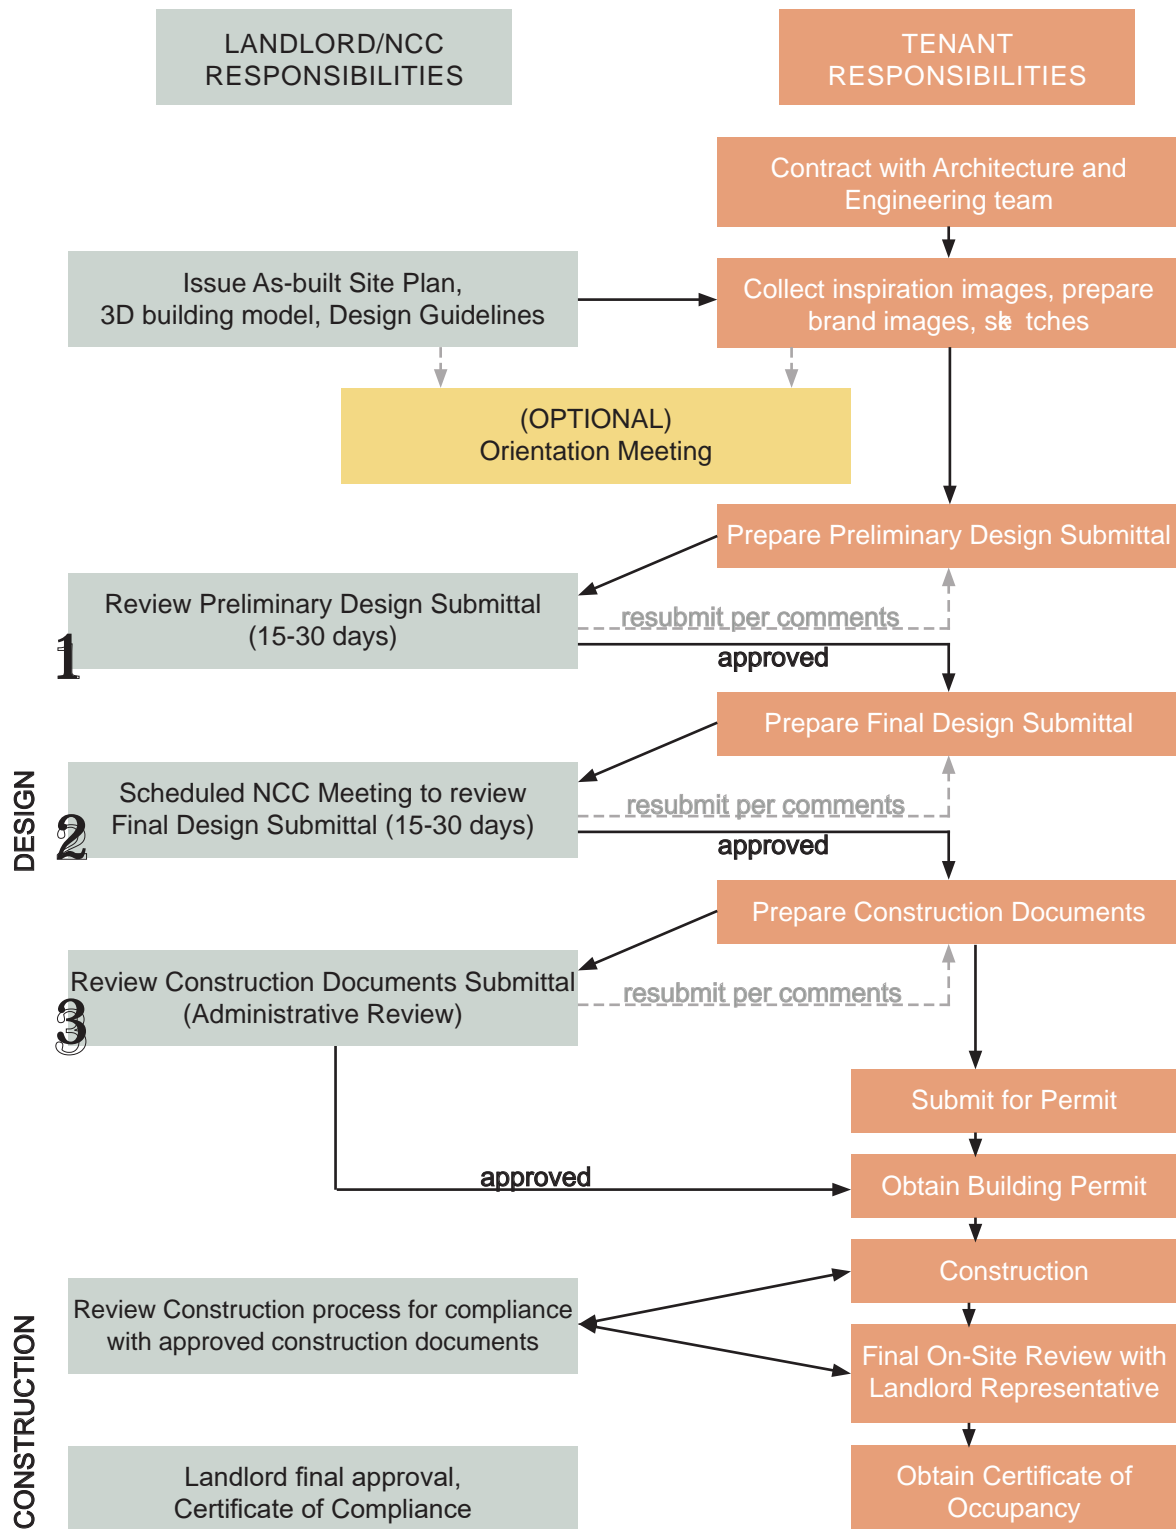 LANDLORD/NCC
RESPONSIBILITIES
TENANT
RESPONSIBILITIES
Contract with Architecture and
Engineering team
Issue As-built Site Plan,
3D building model, Design Guidelines
Collect inspiration images, prepare
brand images, sketches
(OPTIONAL)
Orientation Meeting
Prepare Preliminary Design Submittal
Review Preliminary Design Submittal
(15-30 days)
1
resubmit per comments
approved
Prepare Final Design Submittal
DESIGN
Scheduled NCC Meeting to review
Final Design Submittal (15-30 days)
2
resubmit per comments
approved
Prepare Construction Documents
Review Construction Documents Submittal
(Administrative Review)
3
resubmit per comments
Submit for Permit
approved
Obtain Building Permit
Construction
CONSTRUCTION
Review Construction process for compliance
with approved construction documents
Final On-Site Review with
Landlord Representative
Landlord final approval,
Certificate of Compliance
Obtain Certificate of
Occupancy